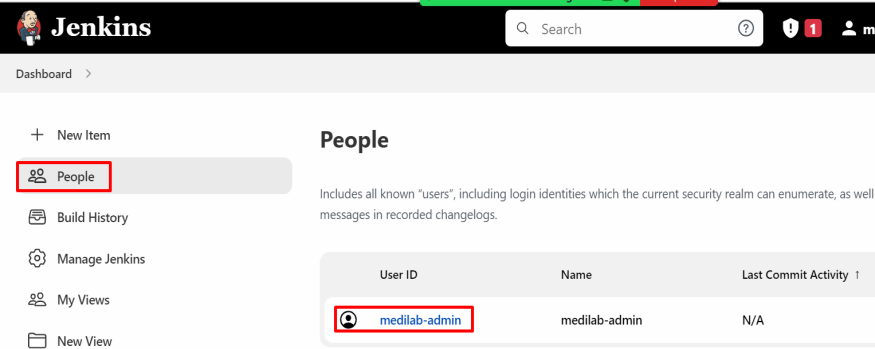 Jenkins
Search
1
m
Dashboard
New Item
People
Build History
Manage Jenkins
My Views
New View
People
Includes all known “users”, including login identities which the current security realm can enumerate, as well
messages in recorded changelogs.
User ID Name Last Commit Activity ↑
medilab-admin medilab-admin N/A